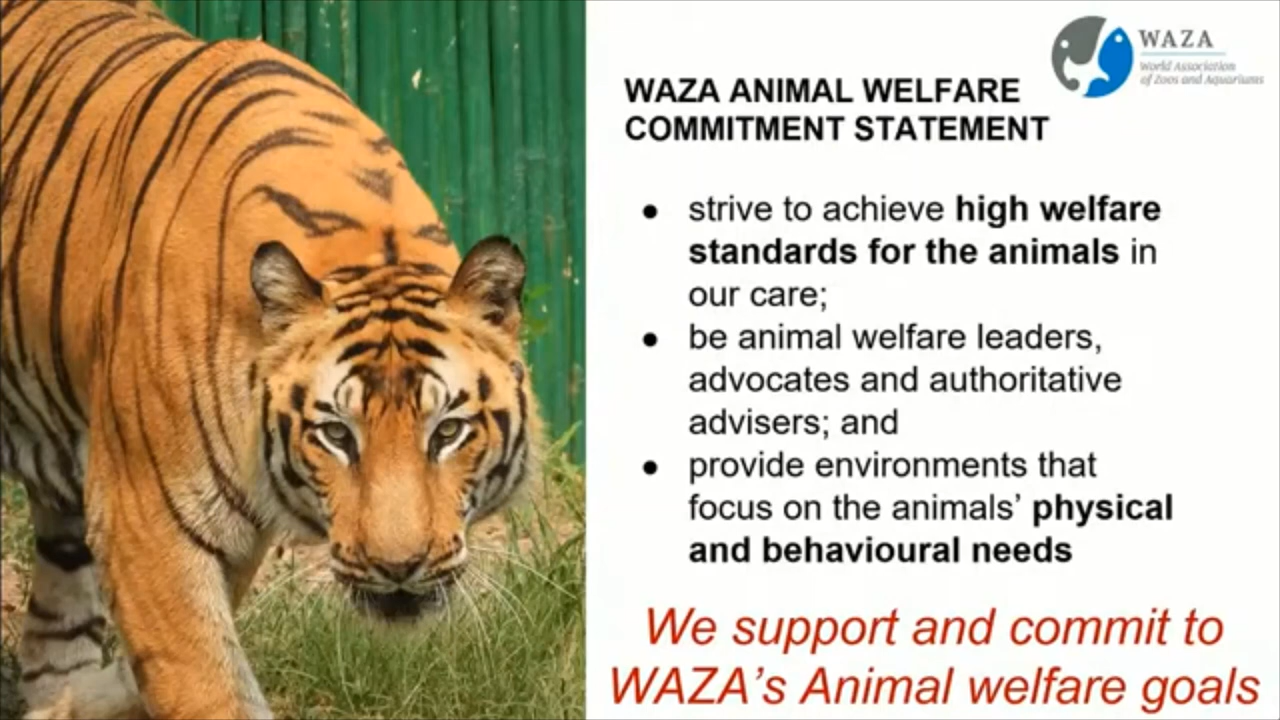 WAZA
World Association
of Zoos and Aquariums
WAZA ANIMAL WELFARE
COMMITMENT STATEMENT
● strive to achieve high welfare
standards for the animals in
our care;
● be animal welfare leaders,
advocates and authoritative
advisers; and
● provide environments that
focus on the animals’ physical
and behavioural needs
We support and commit to
WAZA’s Animal welfare goals